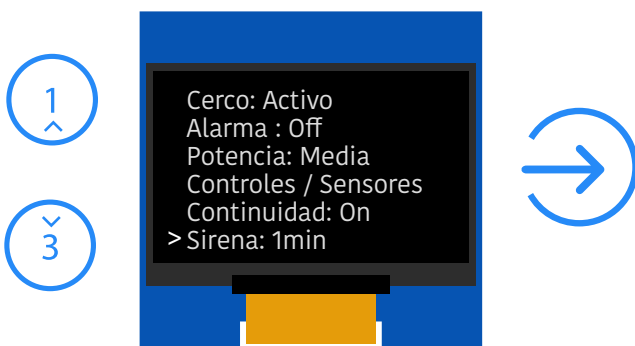 1
3
Cerco: Activo
Alarma : Off
Potencia: Media
Controles / Sensores
Continuidad: On
>Sirena: 1min